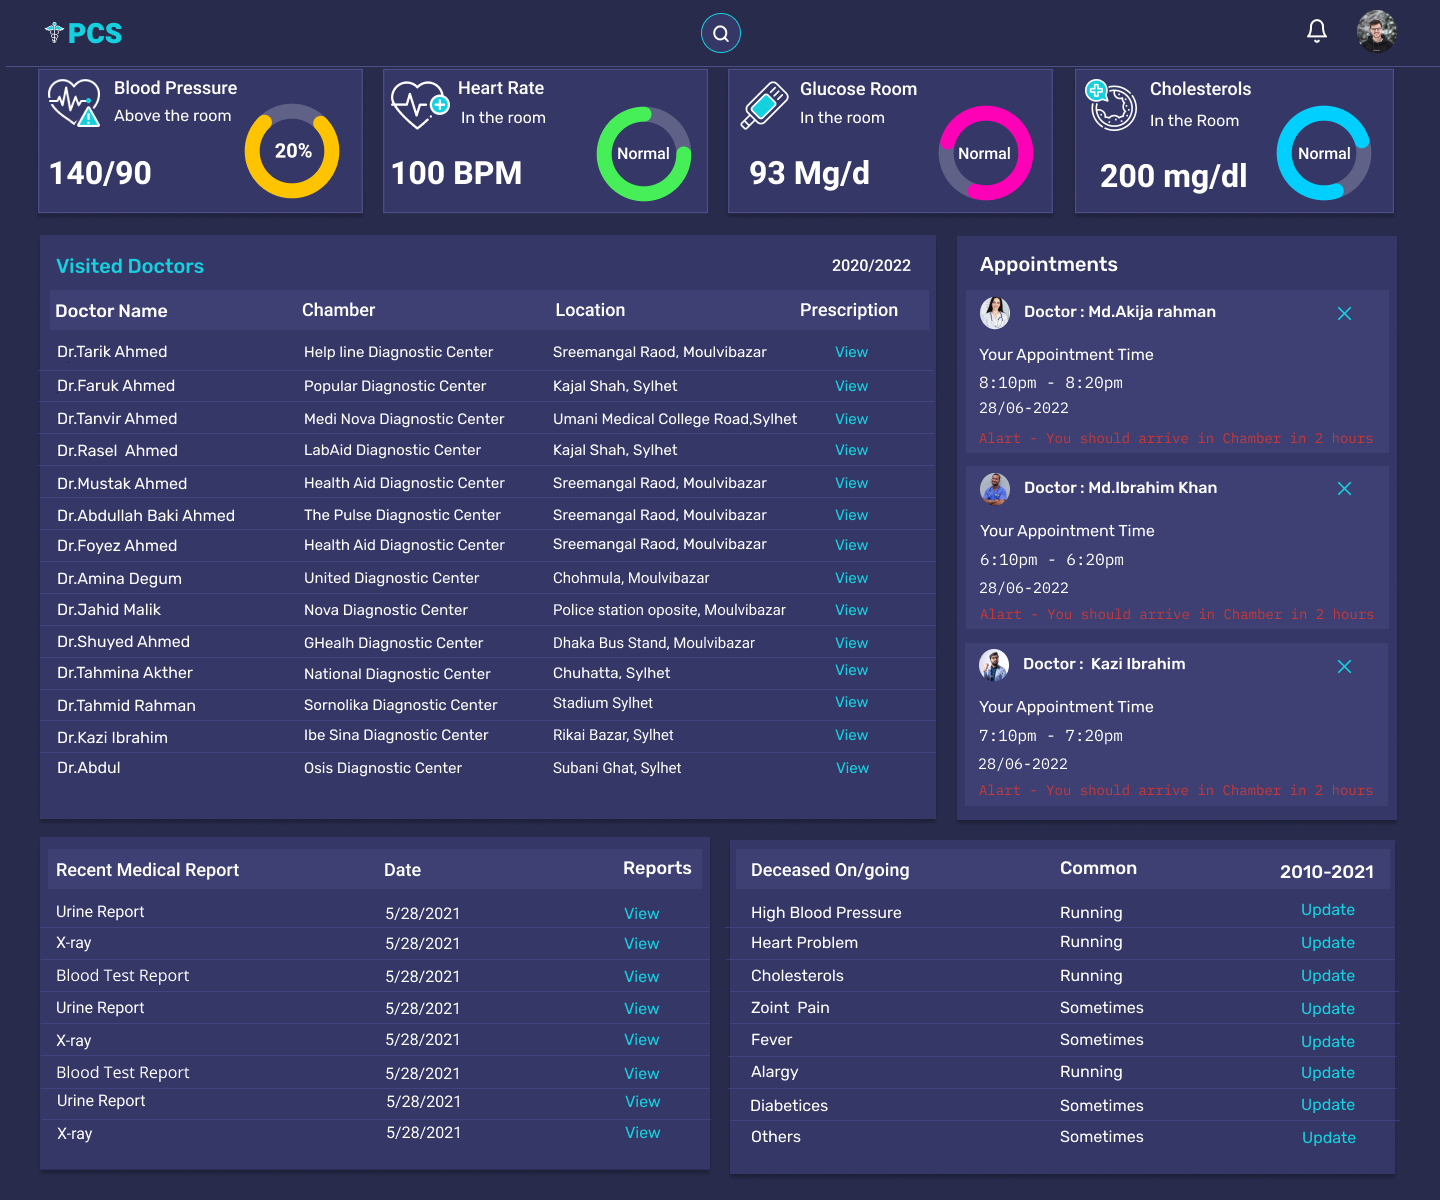 PCS
Blood Pressure
Above the room
140/90
20%
Heart Rate
In the room
100 BPM
Normal
Glucose Room
In the room
93 Mg/d
Normal
Cholesterols
In the Room
200 mg/dl
Normal
Visited Doctors 2020/2022
Doctor Name Chamber Location Prescription
Dr.Tarik Ahmed Help line Diagnostic Center Sreemangal Raod, Moulvibazar View
Dr.Faruk Ahmed Popular Diagnostic Center Kajal Shah, Sylhet View
Dr.Tanvir Ahmed Medi Nova Diagnostic Center Umani Medical College Road,Sylhet View
Dr.Rasel Ahmed LabAid Diagnostic Center Kajal Shah, Sylhet View
Dr.Mustak Ahmed Health Aid Diagnostic Center Sreemangal Raod, Moulvibazar View
Dr.Abdullah Baki Ahmed The Pulse Diagnostic Center Sreemangal Raod, Moulvibazar View
Dr.Foyez Ahmed Health Aid Diagnostic Center Sreemangal Raod, Moulvibazar View
Dr.Amina Degum United Diagnostic Center Chohmula, Moulvibazar View
Dr.Jahid Malik Nova Diagnostic Center Police station oposite, Moulvibazar View
Dr.Shuyed Ahmed GHealh Diagnostic Center Dhaka Bus Stand, Moulvibazar View
Dr.Tahmina Akther National Diagnostic Center Chuhatta, Sylhet View
Dr.Tahmid Rahman Sornolika Diagnostic Center Stadium Sylhet View
Dr.Kazi Ibrahim Ibe Sina Diagnostic Center Rikai Bazar, Sylhet View
Dr.Abdul Osis Diagnostic Center Subani Ghat, Sylhet View
Appointments
Doctor : Md.Akija rahman
Your Appointment Time
8:10pm - 8:20pm
28/06-2022
Alart - You should arrive in Chamber in 2 hours
Doctor : Md.Ibrahim Khan
Your Appointment Time
6:10pm - 6:20pm
28/06-2022
Alart - You should arrive in Chamber in 2 hours
Doctor : Kazi Ibrahim
Your Appointment Time
7:10pm - 7:20pm
28/06-2022
Alart - You should arrive in Chamber in 2 hours
Recent Medical Report Date Reports
Urine Report 5/28/2021 View
X-ray 5/28/2021 View
Blood Test Report 5/28/2021 View
Urine Report 5/28/2021 View
X-ray 5/28/2021 View
Blood Test Report 5/28/2021 View
Urine Report 5/28/2021 View
X-ray 5/28/2021 View
Deceased On/going Common 2010-2021
High Blood Pressure Running Update
Heart Problem Running Update
Cholesterols Running Update
Zoint Pain Sometimes Update
Fever Sometimes Update
Alargy Running Update
Diabetices Sometimes Update
Others Sometimes Update